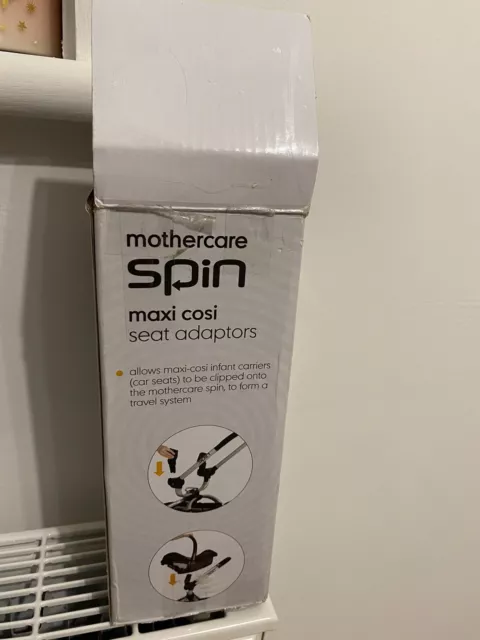 mothercare
spin
maxi cosi
seat adaptors
allows maxi-cosi infant carriers
(car seats) to be clipped onto
the mothercare spin, to form a
travel system